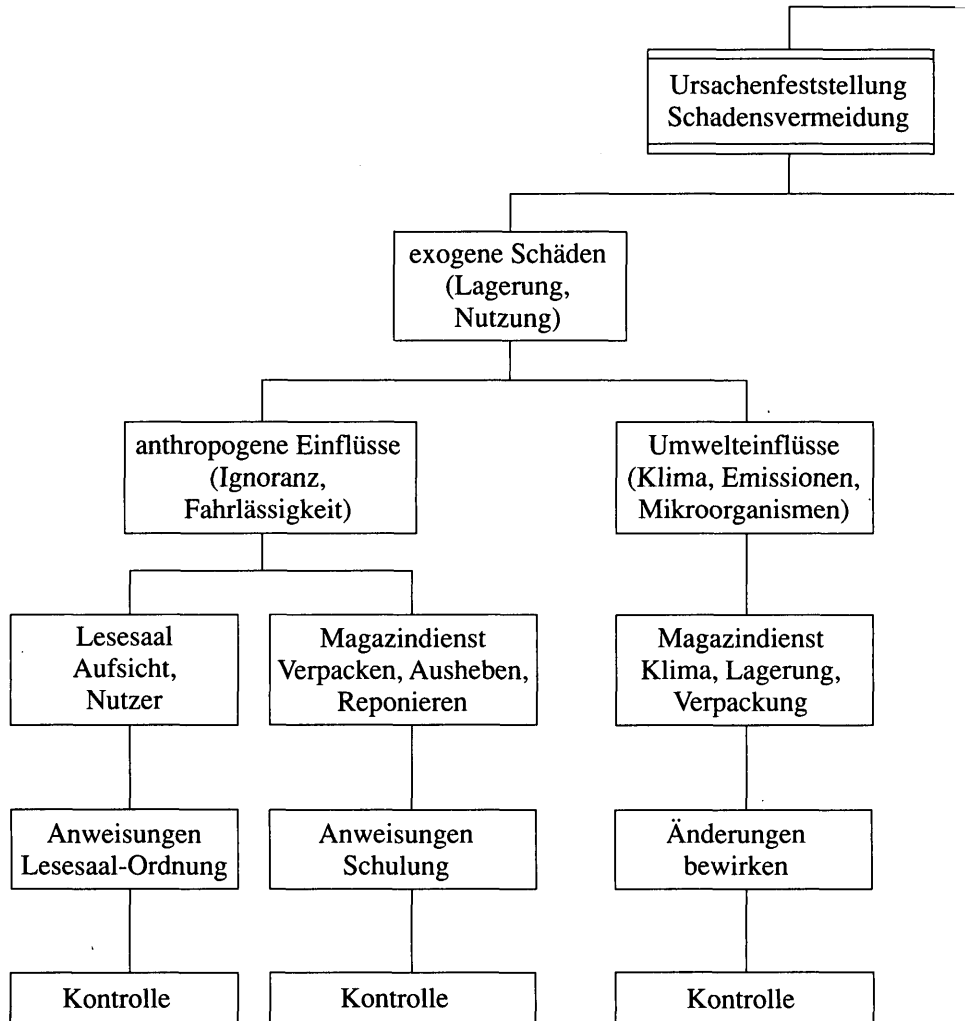 Ursachenfeststellung
Schadensvermeidung
exogene Schäden
(Lagerung,
Nutzung)
anthropogene Einflüsse
(Ignoranz,
Fahrlässigkeit)
Umwelteinflüsse
(Klima, Emissionen,
Mikroorganismen)
Lesesaal
Aufsicht,
Nutzer
Magazindienst
Verpacken, Ausheben,
Reponieren
Magazindienst
Klima, Lagerung,
Verpackung
Anweisungen
Lesesaal-Ordnung
Anweisungen
Schulung
Änderungen
bewirken
Kontrolle
Kontrolle
Kontrolle